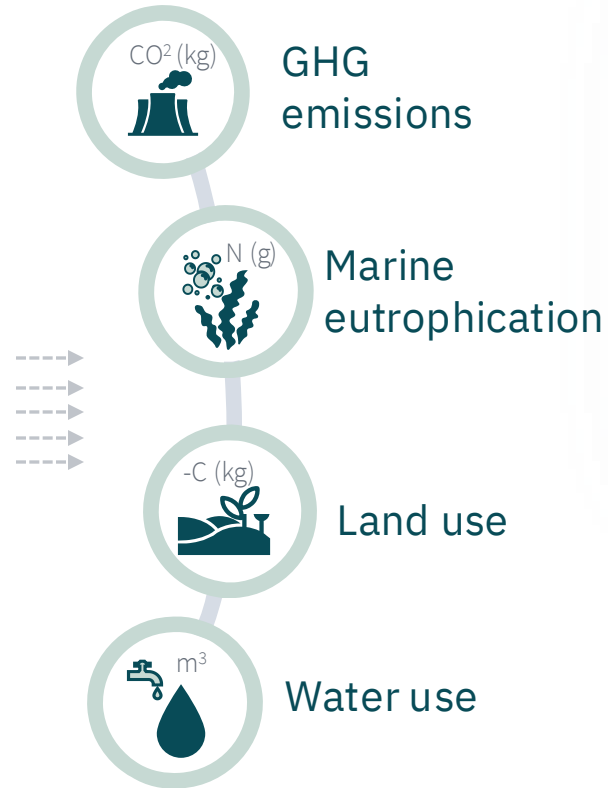 CO² (kg)
GHG
emissions
N (g)
Marine
eutrophication
-C (kg)
Land use
m³
Water use